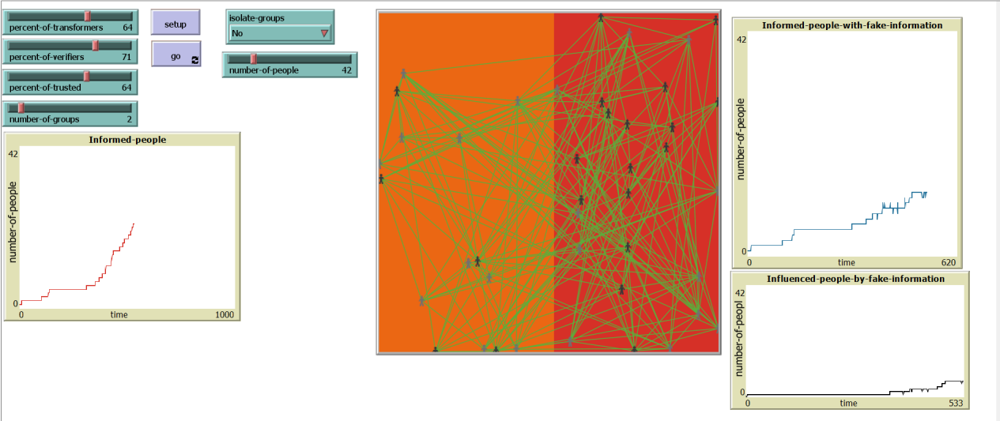 percent-of-transformers 64
percent-of-verifiers 71
percent-of-trusted 64
number-of-groups 2
setup
go
isolate-groups
No
number-of-people 42
Informed-people
42
number-of-people
0
0 time 1000
Informed-people-with-fake-information
42
number-of-people
0
0 time 620
Influenced-people-by-fake-information
42
number-of-peopl
0
0 time 533